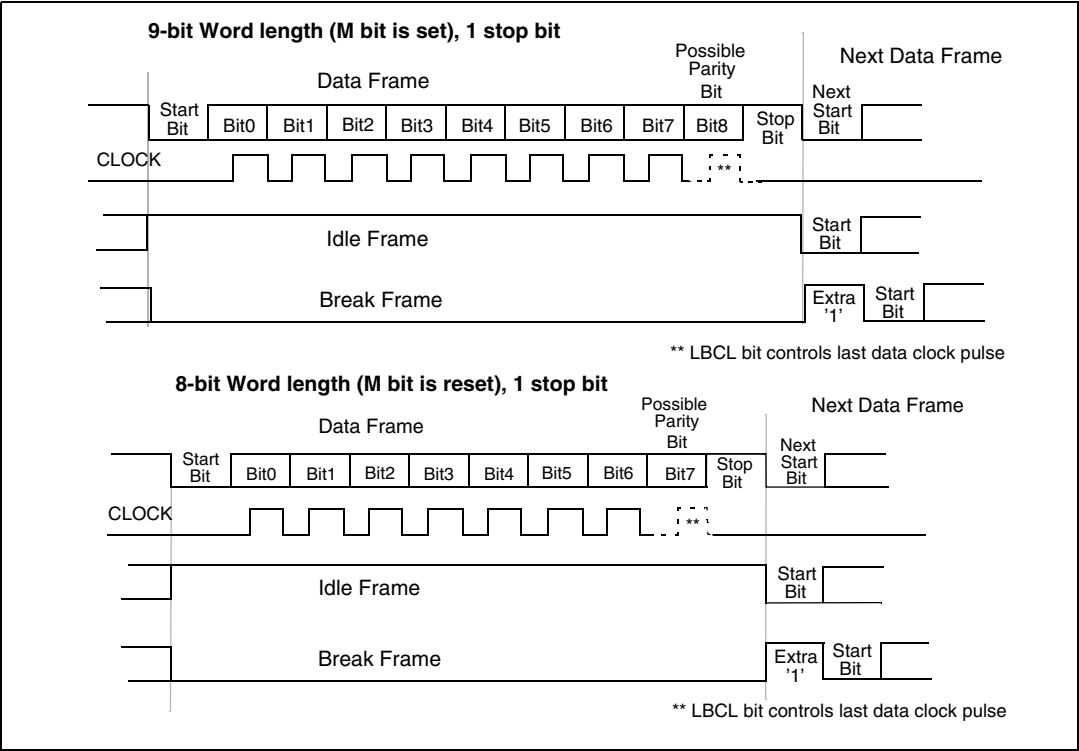 9-bit Word length (M bit is set), 1 stop bit
Possible
Parity
Bit
Next Data Frame
Data Frame
Start
Bit
Bit0
Bit1
Bit2
Bit3
Bit4
Bit5
Bit6
Bit7
Bit8
Stop
Bit
Next
Start
Bit
CLOCK
**
Idle Frame
Start
Bit
Break Frame
Extra
'1'
Start
Bit
** LBCL bit controls last data clock pulse
8-bit Word length (M bit is reset), 1 stop bit
Possible
Parity
Bit
Next Data Frame
Data Frame
Start
Bit
Bit0
Bit1
Bit2
Bit3
Bit4
Bit5
Bit6
Bit7
Stop
Bit
Next
Start
Bit
CLOCK
**
Idle Frame
Start
Bit
Break Frame
Extra
'1'
Start
Bit
** LBCL bit controls last data clock pulse